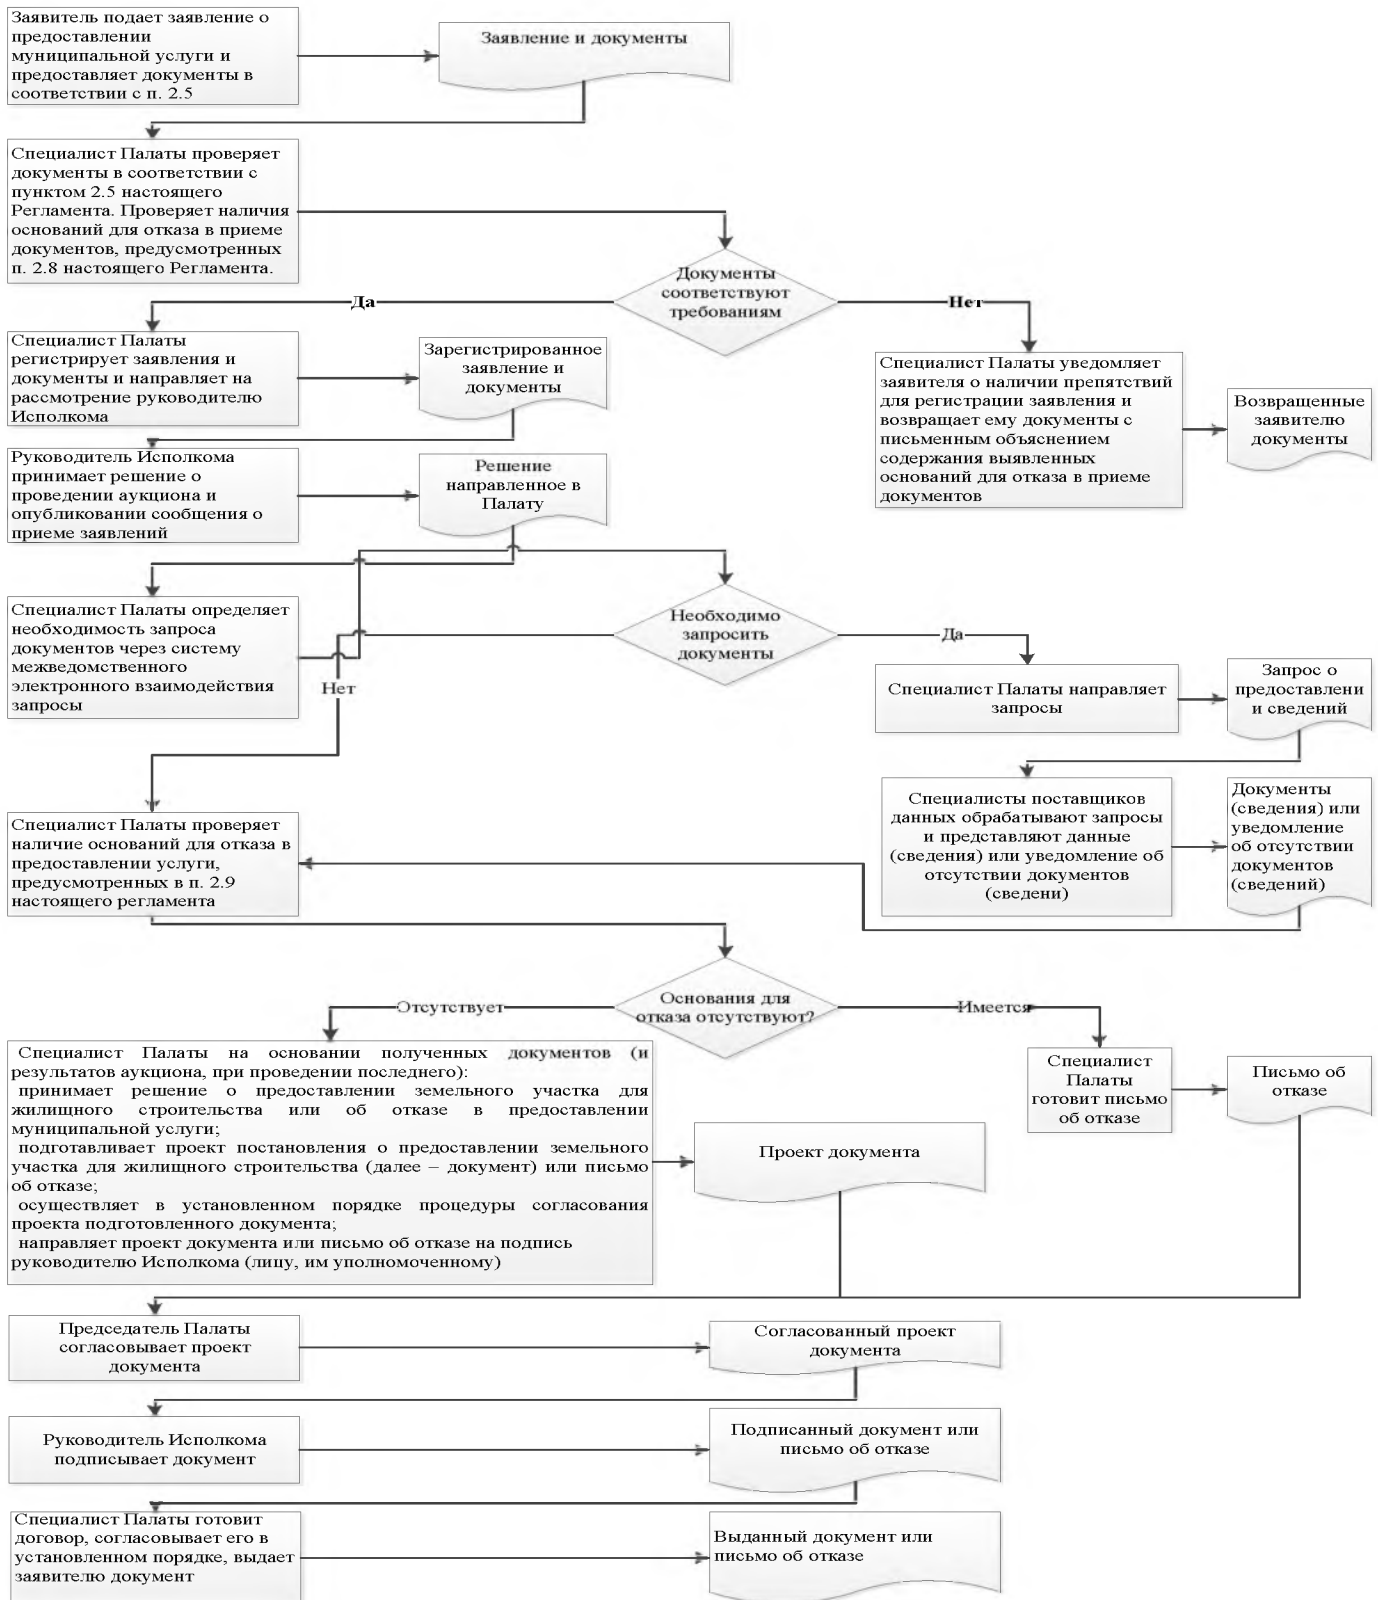 Заявитель подает заявление о
предоставлении
муниципальной услуги и
предоставляет документы в
соответствии с п. 2.5
Заявление и документы
Специалист Палаты проверяет
документы в соответствии с
пунктом 2.5 настоящего
Регламента. Проверяет наличия
оснований для отказа в приеме
документов, предусмотренных
п. 2.8 настоящего Регламента.
Документы
соответствуют
требованиям
Да
Нет
Специалист Палаты
регистрирует заявления и
документы и направляет на
рассмотрение руководителю
Исполкома
Зарегистрированное
заявление и
документы
Специалист Палаты уведомляет
заявителя о наличии препятствий
для регистрации заявления и
возвращает ему документы с
письменным объяснением
содержания выявленных
оснований для отказа в приеме
документов
Возвращенные
заявителю
документы
Руководитель Исполкома
принимает решение о
проведении аукциона и
опубликовании сообщения о
приеме заявлений
Решение
направленное в
Палату
Специалист Палаты определяет
необходимость запроса
документов через систему
межведомственного
электронного взаимодействия
запросы
Необходимо
запросить
документы
Да
Нет
Специалист Палаты направляет
запросы
Запрос о
предоставлени
и сведений
Специалисты поставщиков
данных обрабатывают запросы
и представляют данные
(сведения) или уведомление об
отсутствии документов
(сведени)
Документы
(сведения) или
уведомление
об отсутствии
документов
(сведений)
Специалист Палаты проверяет
наличие оснований для отказа в
предоставлении услуги,
предусмотренных в п. 2.9
настоящего регламента
Основания для
отказа отсутствуют?
Отсутствует
Имеется
Специалист Палаты на основании полученных документов (и
результатов аукциона, при проведении последнего):
принимает решение о предоставлении земельного участка для
жилищного строительства или об отказе в предоставлении
муниципальной услуги;
подготавливает проект постановления о предоставлении земельного
участка для жилищного строительства (далее – документ) или письмо
об отказе;
осуществляет в установленном порядке процедуры согласования
проекта подготовленного документа;
направляет проект документа или письмо об отказе на подпись
руководителю Исполкома (лицу, им уполномоченному)
Проект документа
Специалист
Палаты
готовит письмо
об отказе
Письмо об
отказе
Председатель Палаты
согласовывает проект
документа
Согласованный проект
документа
Руководитель Исполкома
подписывает документ
Подписанный документ или
письмо об отказе
Специалист Палаты готовит
договор, согласовывает его в
установленном порядке, выдает
заявителю документ
Выданный документ или
письмо об отказе